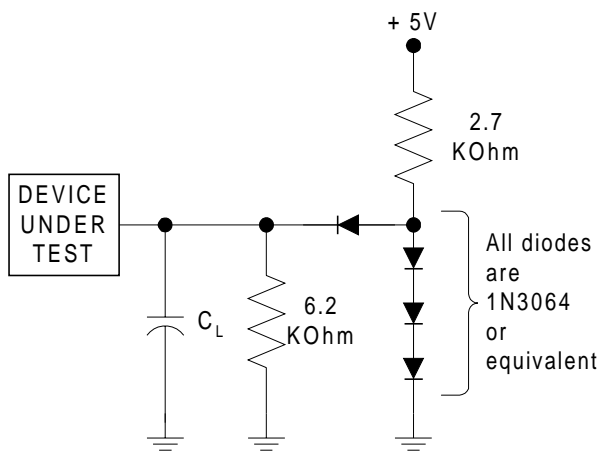 + 5V
2.7
KOhm
DEVICE
UNDER
TEST
C_L
6.2
KOhm
All diodes
are
1N3064
or
equivalent